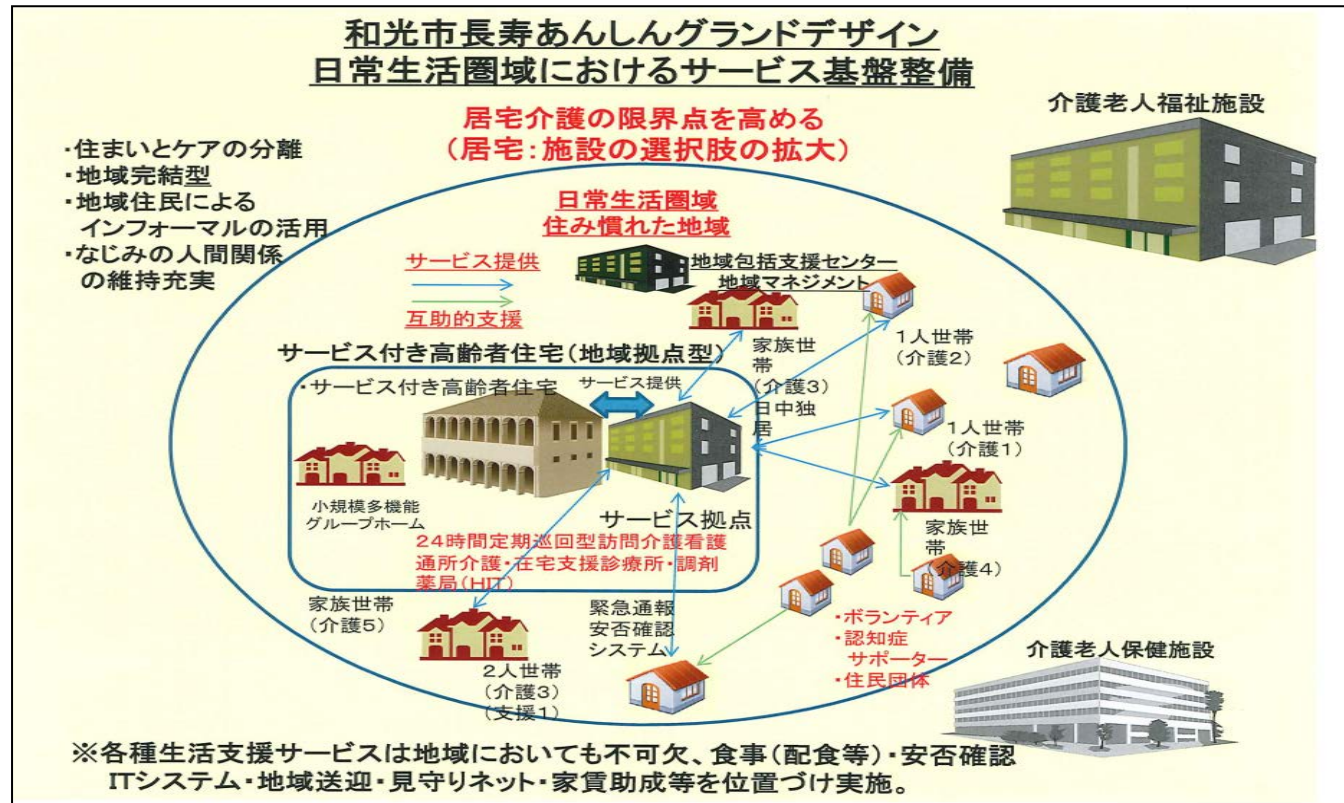 和光市長寿あんしんグランドデザイン
日常生活圏域におけるサービス基盤整備
居宅介護の限界点を高める
(居宅:施設の選択肢の拡大)
・住まいとケアの分離
・地域完結型
・地域住民による
インフォーマルの活用
・なじみの人間関係
の維持充実
介護老人福祉施設
日常生活圏域
住み慣れた地域
サービス提供
互助的支援
地域包括支援センター
地域マネジメント
家族世
帯
(介護3)
日中独
居
1人世帯
(介護2)
1人世帯
(介護1)
家族世
帯
(介護4)
サービス付き高齢者住宅(地域拠点型)
・サービス付き高齢者住宅
サービス提供
小規模多機能
グループホーム
サービス拠点
24時間定期巡回型訪問介護看護
通所介護・在宅支援診療所・調剤
薬局(HIT)
家族世帯
(介護5)
2人世帯
(介護3)
(支援1)
緊急通報
安否確認
システム
・ボランティア
・認知症
サポーター
・住民団体
介護老人保健施設
※各種生活支援サービスは地域においても不可欠、食事(配食等)・安否確認
ITシステム・地域送迎・見守りネット・家賃助成等を位置づけ実施。